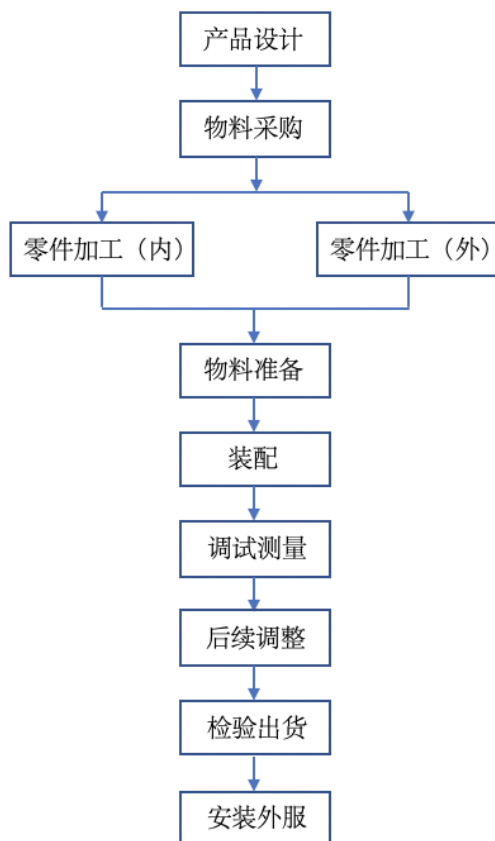 产品设计
物料采购
零件加工（内）
零件加工（外）
物料准备
装配
调试测量
后续调整
检验出货
安装外服